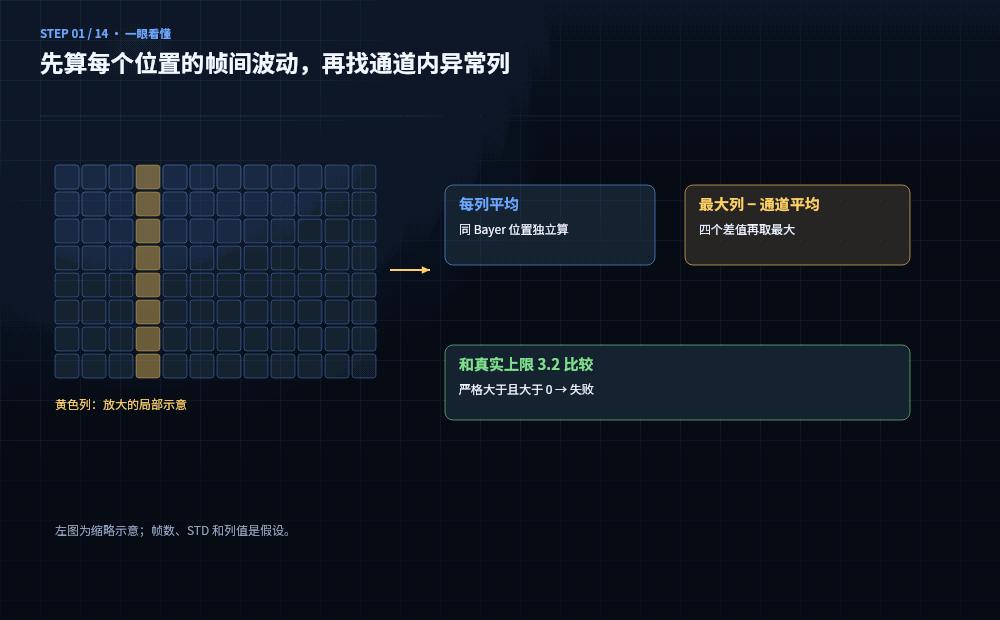 STEP 01 / 14 · 一眼看懂
先算每个位置的帧间波动，再找通道内异常列
每列平均
同 Bayer 位置独立算
最大列 − 通道平均
四个差值再取最大
和真实上限 3.2 比较
严格大于且大于 0 → 失败
黄色列：放大的局部示意
左图为缩略示意；帧数、STD 和列值是假设。